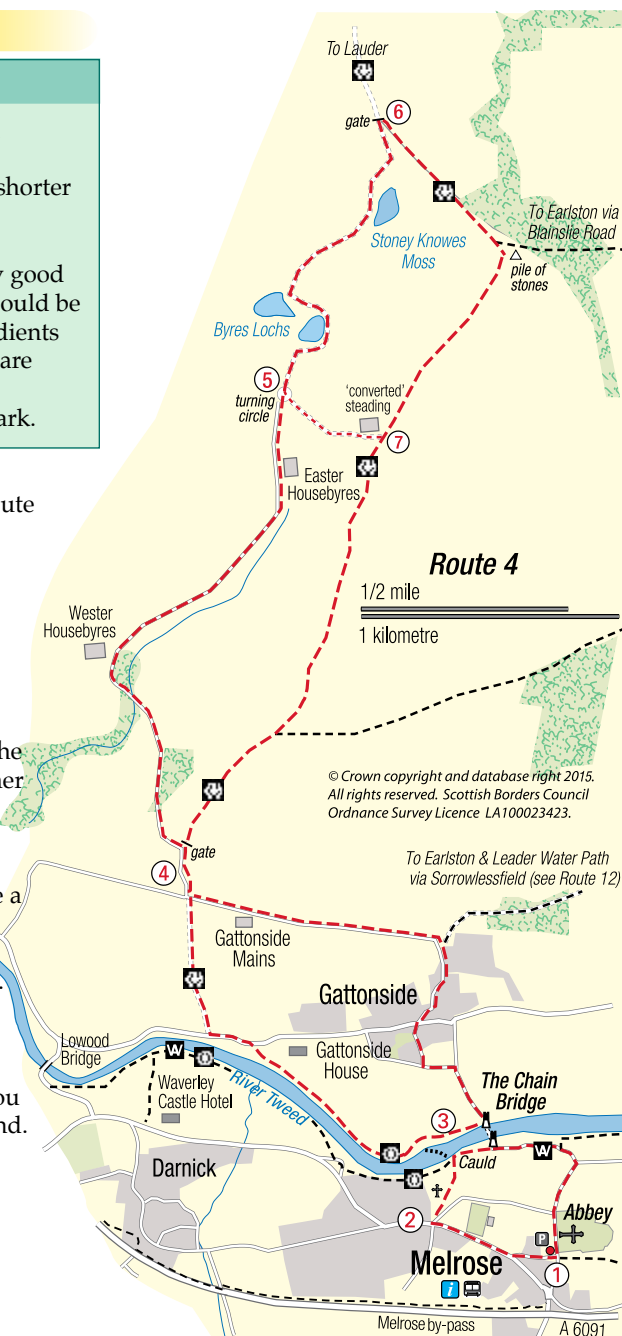 shorter
y good
ould be
dients
are
ark.
ute
he
her
e a
.
ou
nd.
To Lauder
gate
6
Stoney Knowes
Moss
To Earlston via
Blainslie Road
pile of
stones
Byres Lochs
5
turning
circle
'converted'
steading
7
Easter
Housebyres
Route 4
1/2 mile
1 kilometre
Wester
Housebyres
© Crown copyright and database right 2015.
All rights reserved. Scottish Borders Council
Ordnance Survey Licence LA100023423.
gate
4
To Earlston & Leader Water Path
via Sorrowlessfield (see Route 12)
Gattonside
Mains
Gattonside
Lowood
Bridge
W
Gattonside
House
Waverley
Castle Hotel
River Tweed
The Chain
Bridge
3
Darnick
Cauld
W
2
Abbey
P
Melrose
1
i
Melrose by-pass
A 6091